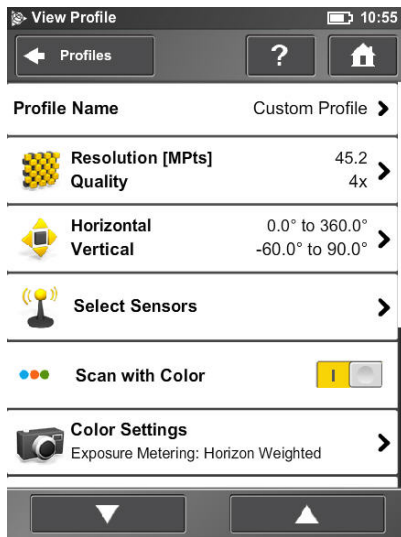 View Profile 10:55
Profiles ?
Profile Name Custom Profile
Resolution [MPts] 45.2
Quality 4x
Horizontal 0.0° to 360.0°
Vertical -60.0° to 90.0°
Select Sensors
Scan with Color I
Color Settings
Exposure Metering: Horizon Weighted